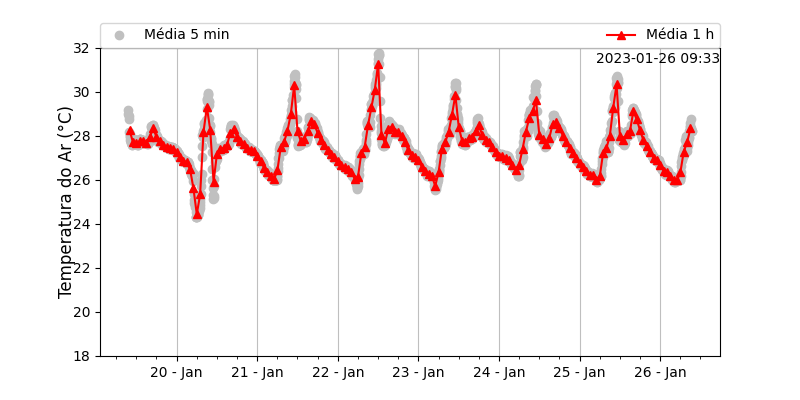 Média 5 min
Média 1 h
2023-01-26 09:33
Temperatura do Ar (°C)
32
30
28
26
24
22
20
18
20 - Jan
21 - Jan
22 - Jan
23 - Jan
24 - Jan
25 - Jan
26 - Jan